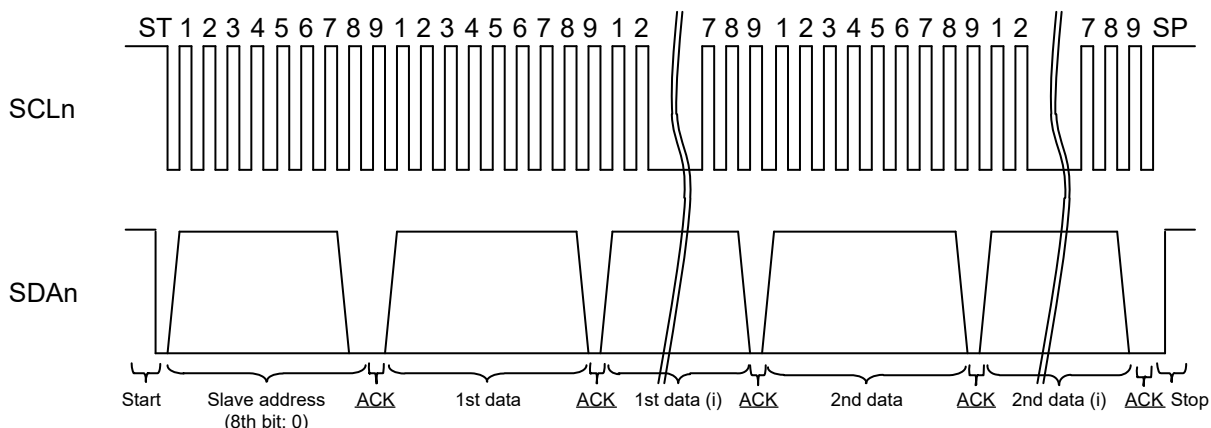 ST 1 2 3 4 5 6 7 8 9 1 2 3 4 5 6 7 8 9 1 2 7 8 9 1 2 3 4 5 6 7 8 9 1 2 7 8 9 SP
SCLn
SDAn
Start Slave address ACK 1st data ACK 1st data (i) ACK 2nd data ACK 2nd data (i) ACK Stop
(8th bit: 0)